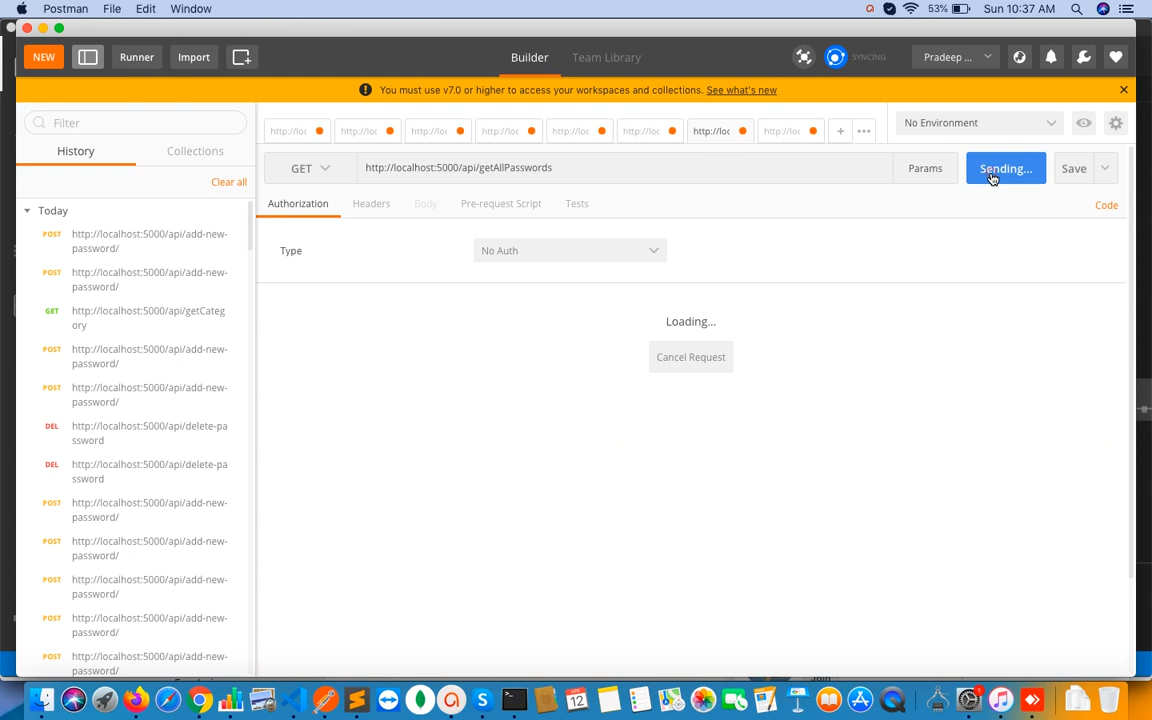 Postman File Edit Window 53% Sun 10:37 AM
NEW Runner Import Builder Team Library SYNCING Pradeep ...
You must use v7.0 or higher to access your workspaces and collections. See what's new
Filter
http://loc http://loc http://loc http://loc http://loc http://loc http://loc http://loc
No Environment
History Collections
GET http://localhost:5000/api/getAllPasswords Params Sending... Save
Clear all
Authorization Headers Body Pre-request Script Tests Code
Type No Auth
Loading...
Cancel Request
Today
POST http://localhost:5000/api/add-new-
password/
POST http://localhost:5000/api/add-new-
password/
GET http://localhost:5000/api/getCateg
ory
POST http://localhost:5000/api/add-new-
password/
POST http://localhost:5000/api/add-new-
password/
DEL http://localhost:5000/api/delete-pa
ssword
DEL http://localhost:5000/api/delete-pa
ssword
POST http://localhost:5000/api/add-new-
password/
POST http://localhost:5000/api/add-new-
password/
POST http://localhost:5000/api/add-new-
password/
POST http://localhost:5000/api/add-new-
password/
POST http://localhost:5000/api/add-new-
password/